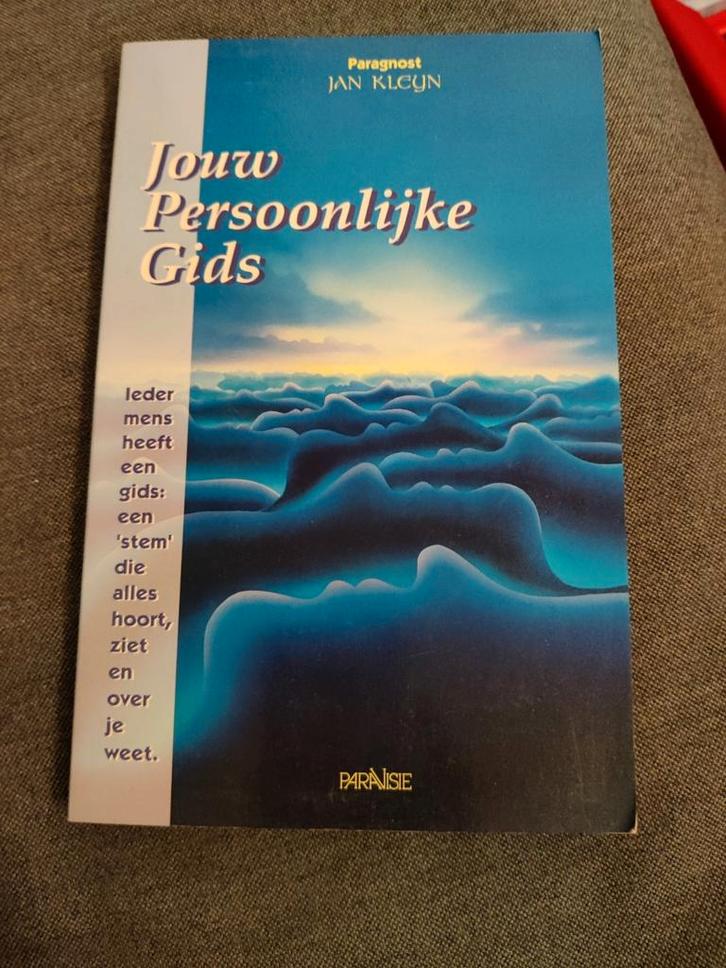 Paragnost
JAN KLEYN
Jouw
Persoonlijke
Gids
Ieder
mens
heeft
een
gids:
een
'stem'
die
alles
hoort,
ziet
en
over
je
weet.
PARAVISIE